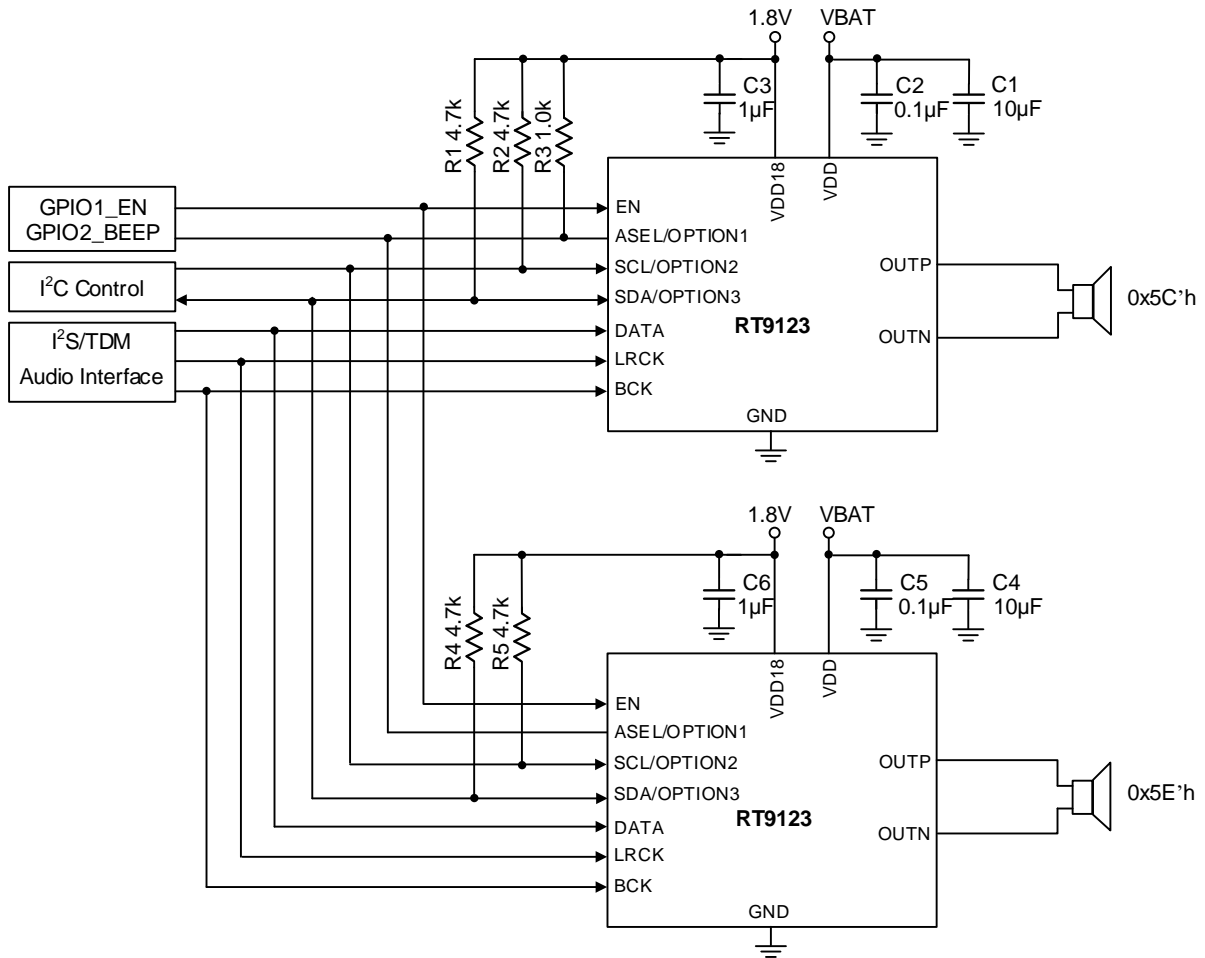 1.8V
VBAT
C3
1µF
C2
0.1µF
C1
10µF
R1 4.7k
R2 4.7k
R3 1.0k
VDD18
VDD
GPIO1_EN
GPIO2_BEEP
I²C Control
I²S/TDM
Audio Interface
EN
ASEL/OPTION1
SCL/OPTION2
SDA/OPTION3
DATA
LRCK
BCK
RT9123
OUTP
OUTN
GND
0x5C'h
1.8V
VBAT
C6
1µF
C5
0.1µF
C4
10µF
R4 4.7k
R5 4.7k
VDD18
VDD
EN
ASEL/OPTION1
SCL/OPTION2
SDA/OPTION3
DATA
LRCK
BCK
RT9123
OUTP
OUTN
GND
0x5E'h